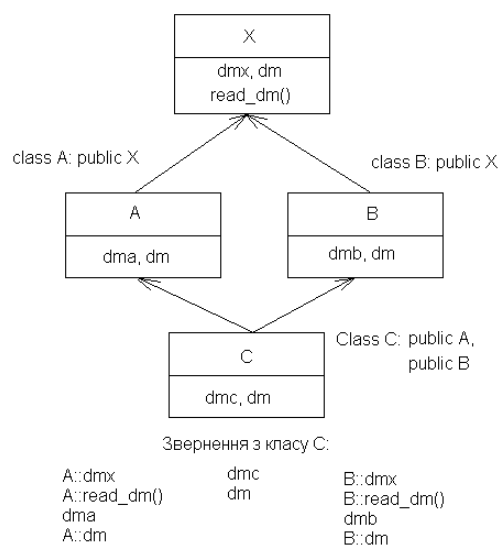 X
dmx, dm
read_dm()
class A: public X
class B: public X
A
dma, dm
B
dmb, dm
C
dmc, dm
Class C: public A,
public B
Звернення з класу C:
A::dmx
A::read_dm()
dma
A::dm
dmc
dm
B::dmx
B::read_dm()
dmb
B::dm